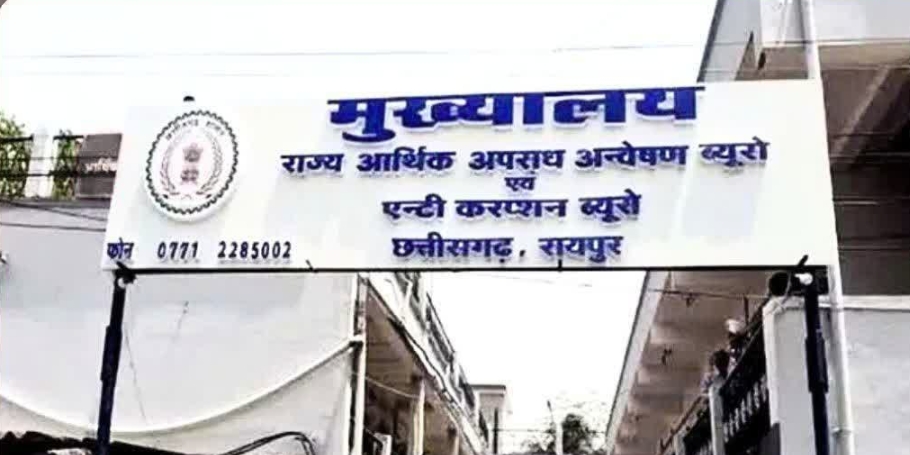 मुख्यालय
राज्य आर्थिक अपराध अन्वेषण ब्यूरो
एवं
एन्टी करप्शन ब्यूरो
छत्तीसगढ़, रायपुर
फोन 0771 2285002